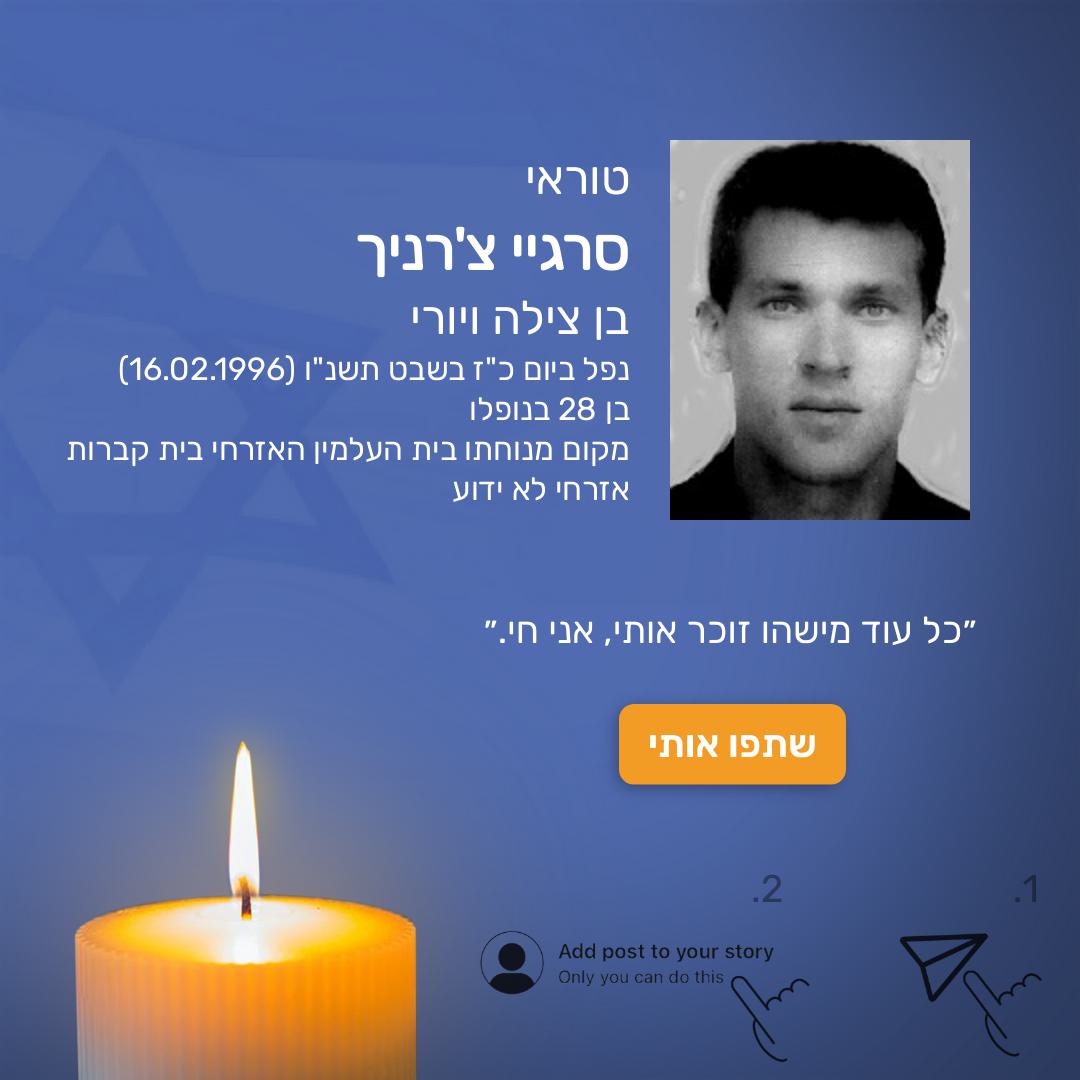 טוראי
סרגיי צ'רניך
בן צילה ויורי
נפל ביום כ"ז בשבט תשנ"ו (16.02.1996)
בן 28 בנופלו
מקום מנוחתו בית העלמין האזרחי בית קברות
אזרחי לא ידוע
״כל עוד מישהו זוכר אותי, אני חי.״
שתפו אותי
.1
.2
Add post to your story
Only you can do this